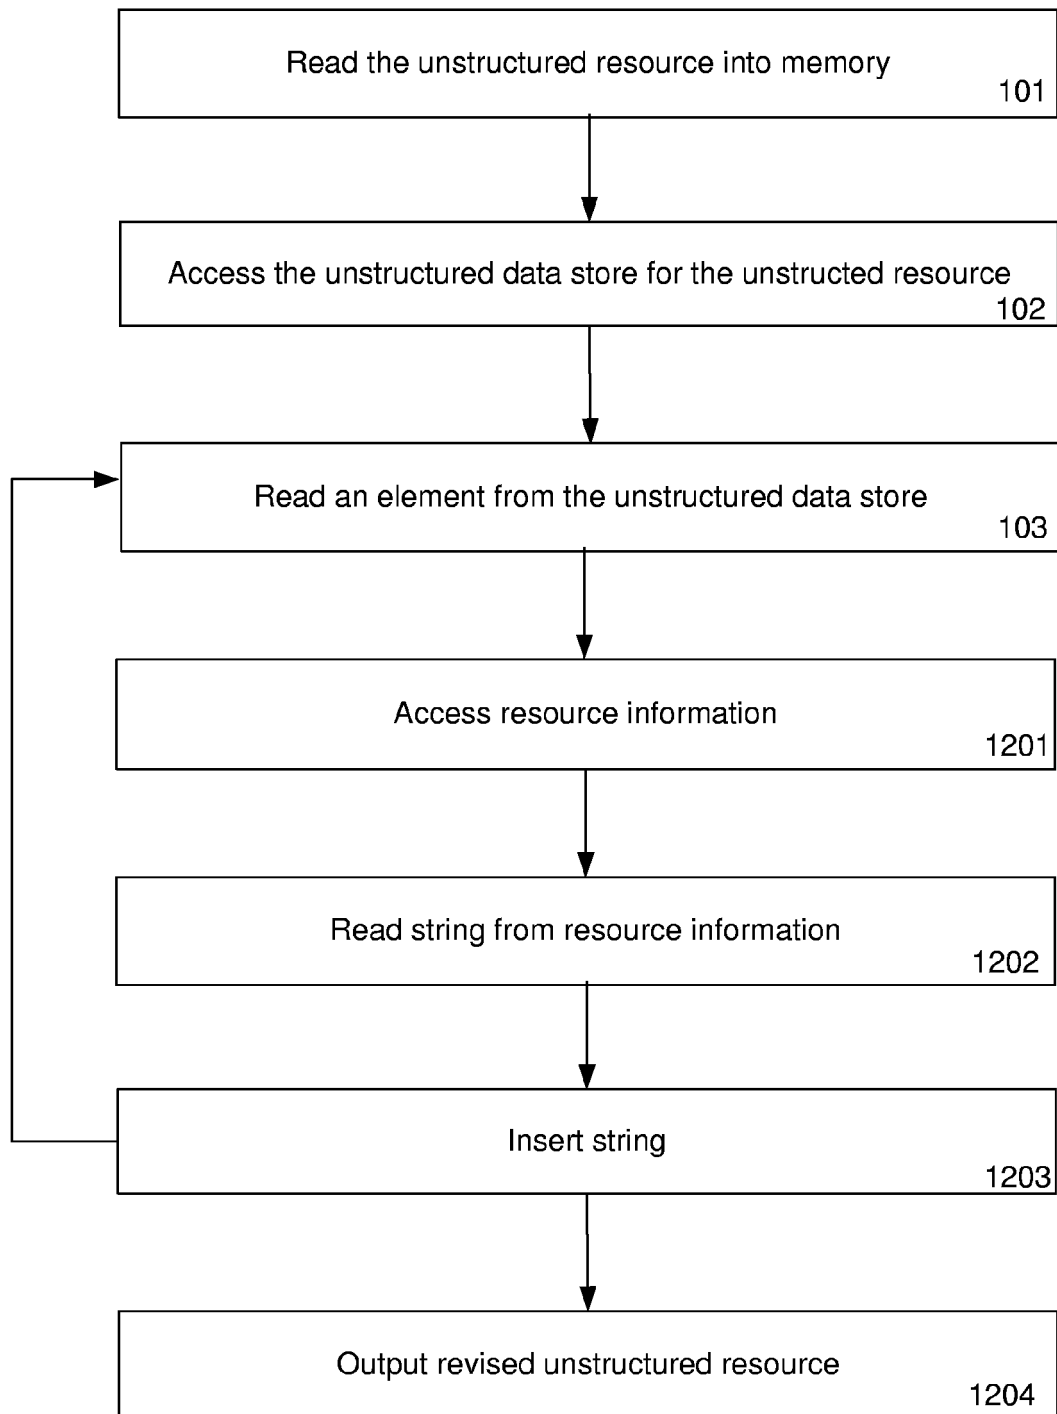 Read the unstructured resource into memory
101
Access the unstructured data store for the unstructed resource
102
Read an element from the unstructured data store
103
Access resource information
1201
Read string from resource information
1202
Insert string
1203
Output revised unstructured resource
1204